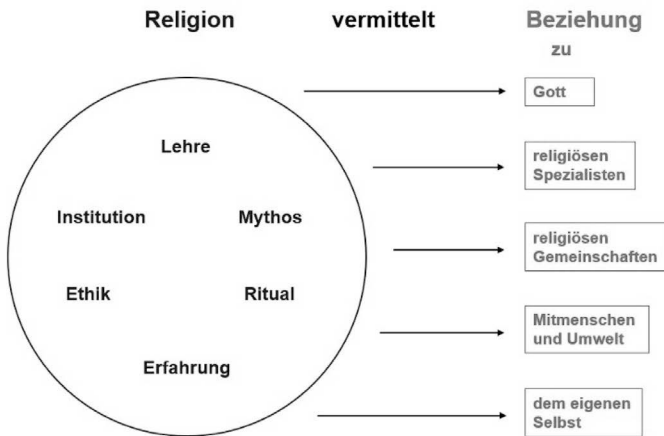 Religion vermittelt Beziehung
zu
Gott
Lehre
religiösen
Spezialisten
Institution Mythos
religiösen
Gemeinschaften
Ethik Ritual
Mitmenschen
und Umwelt
Erfahrung
dem eigenen
Selbst